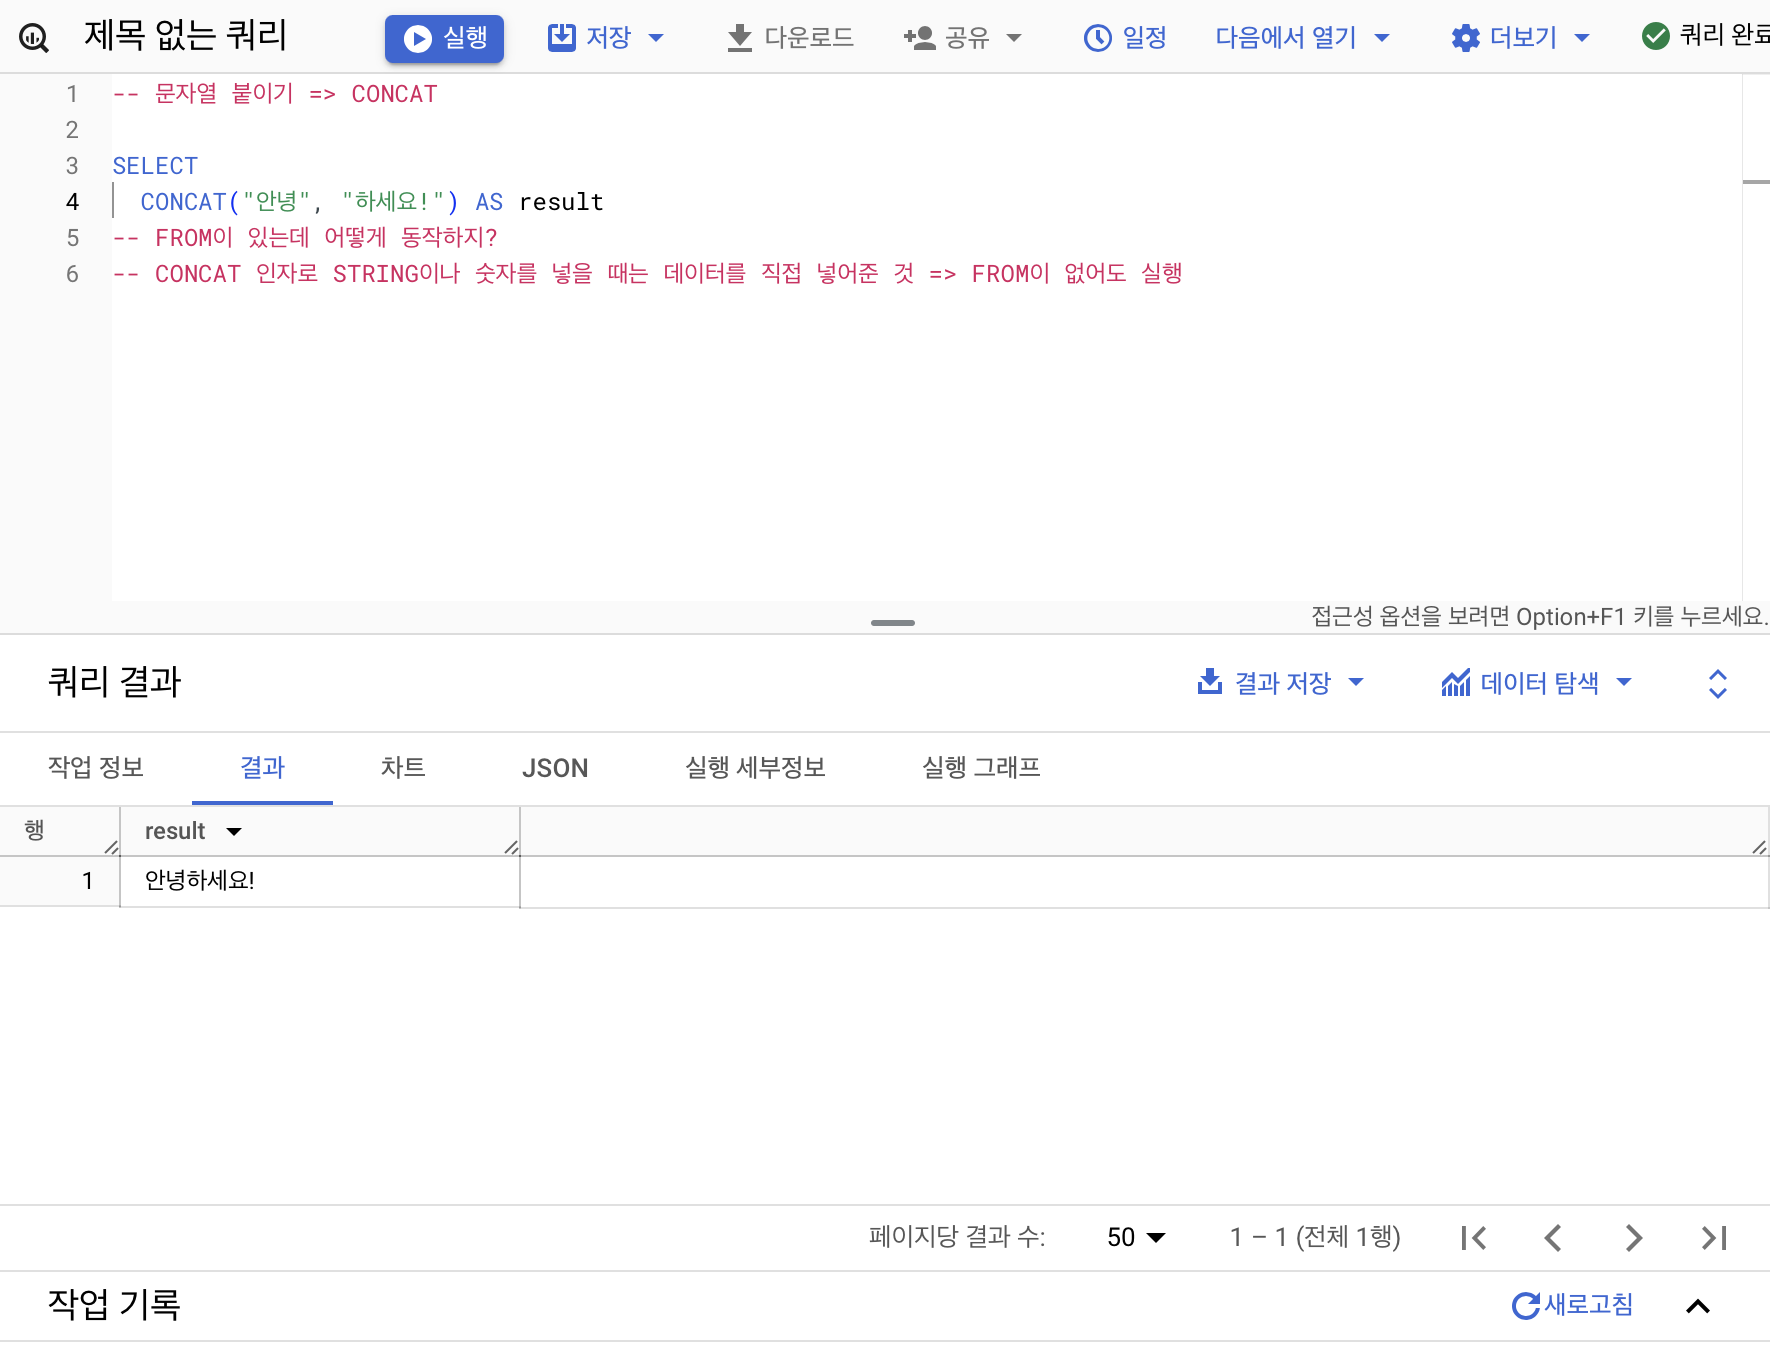 제목 없는 쿼리 실행 저장 다운로드 공유 일정 다음에서 열기 더보기 쿼리 완료
1 -- 문자열 붙이기 => CONCAT
2
3 SELECT
4 CONCAT("안녕", "하세요!") AS result
5 -- FROM이 있는데 어떻게 동작하지?
6 -- CONCAT 인자로 STRING이나 숫자를 넣을 때는 데이터를 직접 넣어준 것 => FROM이 없어도 실행
접근성 옵션을 보려면 Option+F1 키를 누르세요.
쿼리 결과 결과 저장 데이터 탐색
작업 정보 결과 차트 JSON 실행 세부정보 실행 그래프
행 result
1 안녕하세요!
페이지당 결과 수: 50 1 – 1 (전체 1행)
작업 기록 새로고침